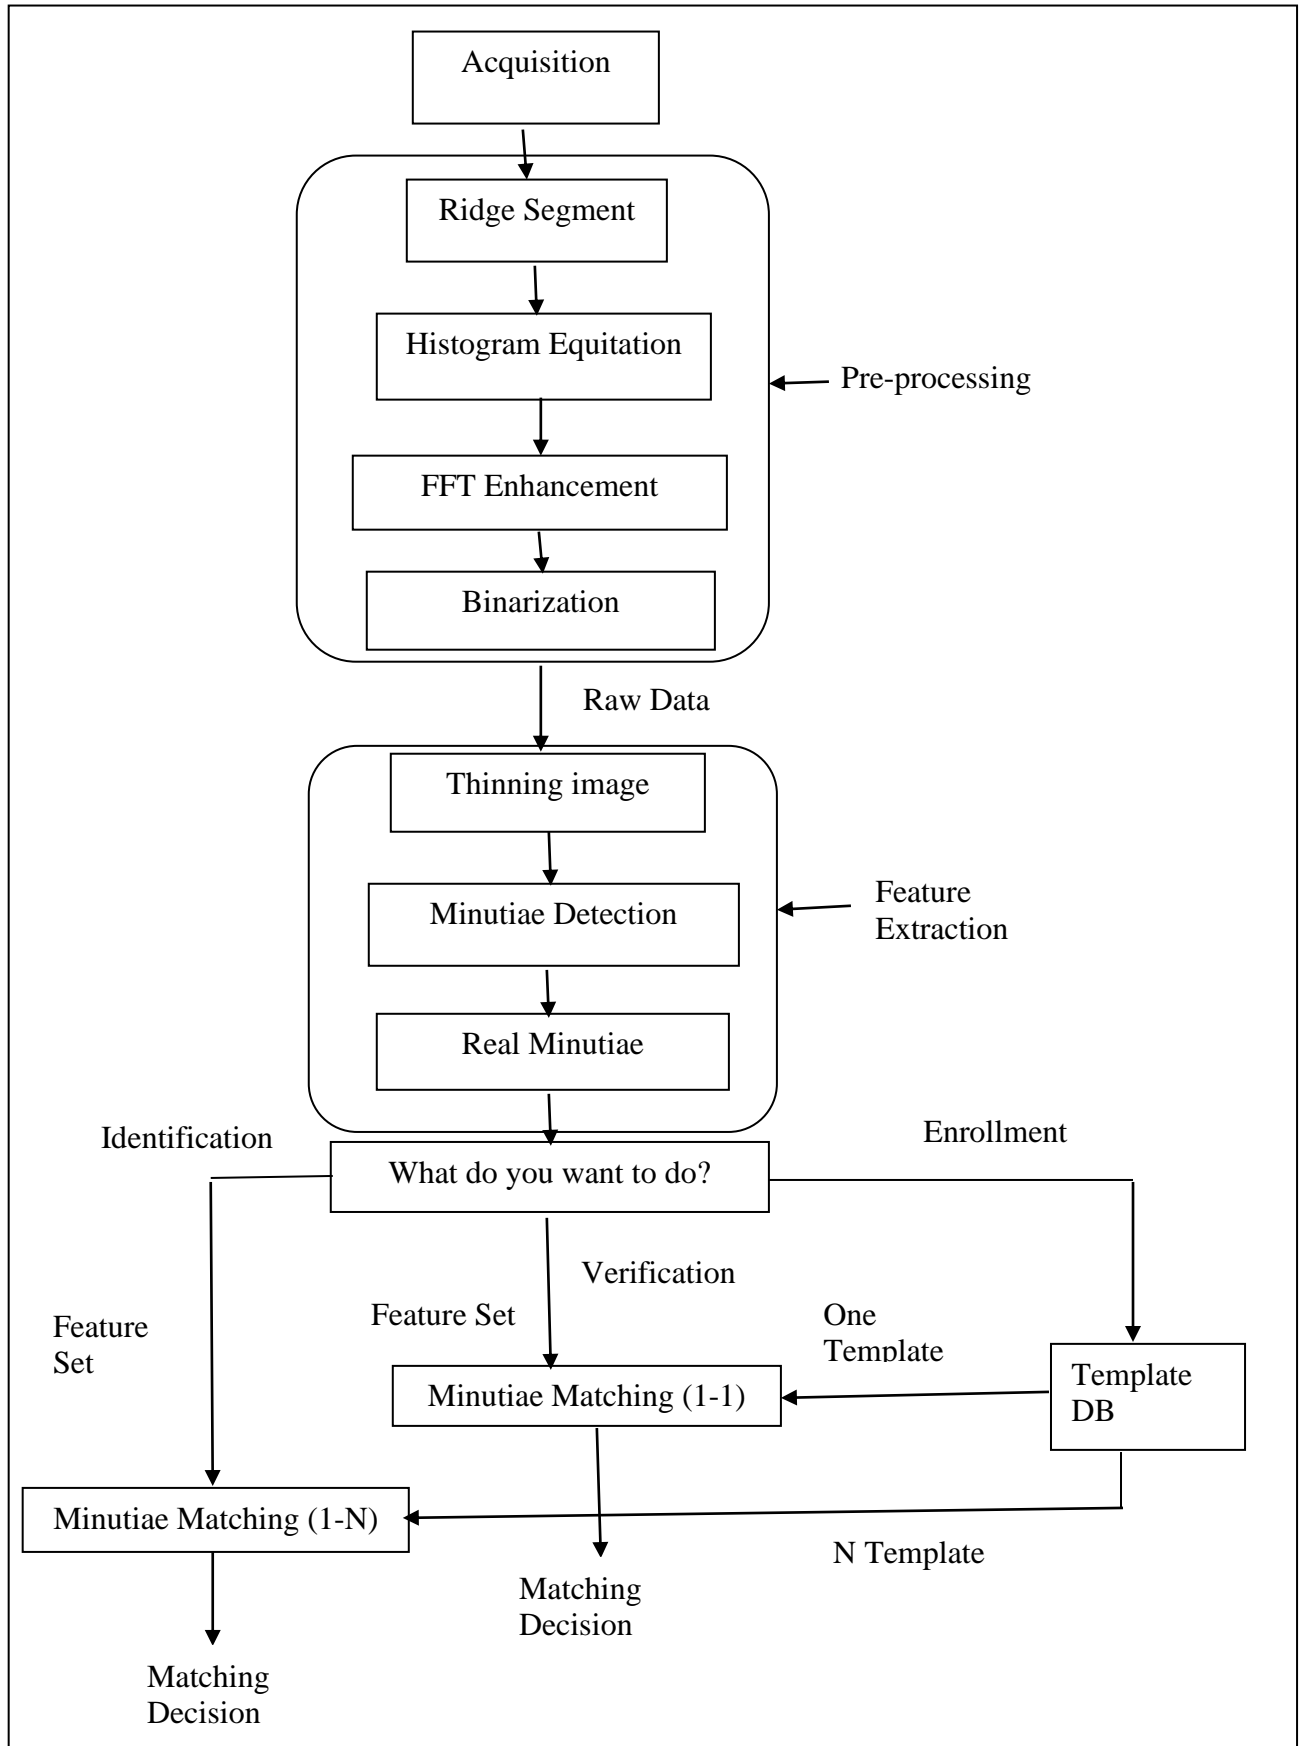 Acquisition
Ridge Segment
Histogram Equitation
Pre-processing
FFT Enhancement
Binarization
Raw Data
Thinning image
Minutiae Detection
Feature
Extraction
Real Minutiae
Identification
Enrollment
What do you want to do?
Verification
Feature
Set
Feature Set
One
Template
Minutiae Matching (1-1)
Template
DB
Minutiae Matching (1-N)
N Template
Matching
Decision
Matching
Decision